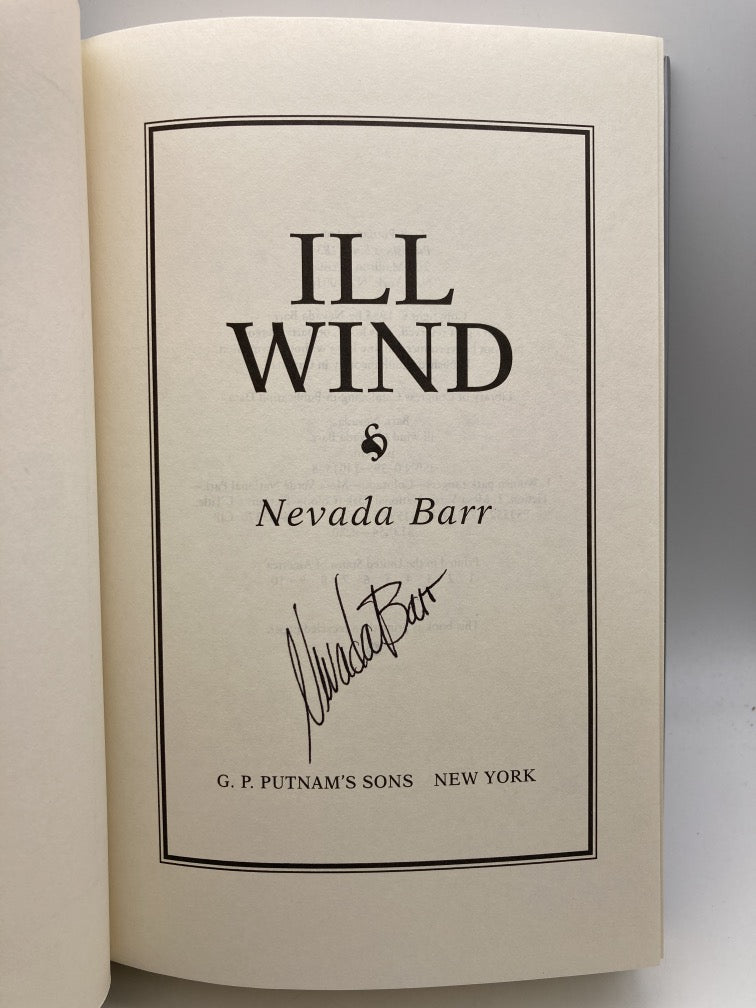 ILL
WIND
Nevada Barr
Nevada Barr
G. P. PUTNAM'S SONS NEW YORK